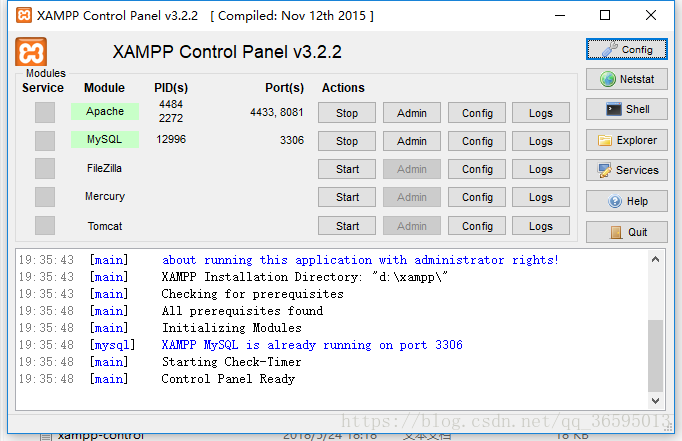 XAMPP Control Panel v3.2.2 [ Compiled: Nov 12th 2015 ]
XAMPP Control Panel v3.2.2
Config
Modules
Service Module PID(s) Port(s) Actions
Netstat
Apache 4484 2272 4433, 8081 Stop Admin Config Logs
Shell
MySQL 12996 3306 Stop Admin Config Logs
Explorer
FileZilla Start Admin Config Logs
Services
Mercury Start Admin Config Logs
Help
Tomcat Start Admin Config Logs
Quit
19:35:43 [main] about running this application with administrator rights!
19:35:43 [main] XAMPP Installation Directory: "d:\xampp\"
19:35:43 [main] Checking for prerequisites
19:35:48 [main] All prerequisites found
19:35:48 [main] Initializing Modules
19:35:48 [mysql] XAMPP MySQL is already running on port 3306
19:35:48 [main] Starting Check-Timer
19:35:48 [main] Control Panel Ready
https://blog.csdn.net/qq_36595013
xampp-control 2018/5/24 18:18 文本文档 18 KB